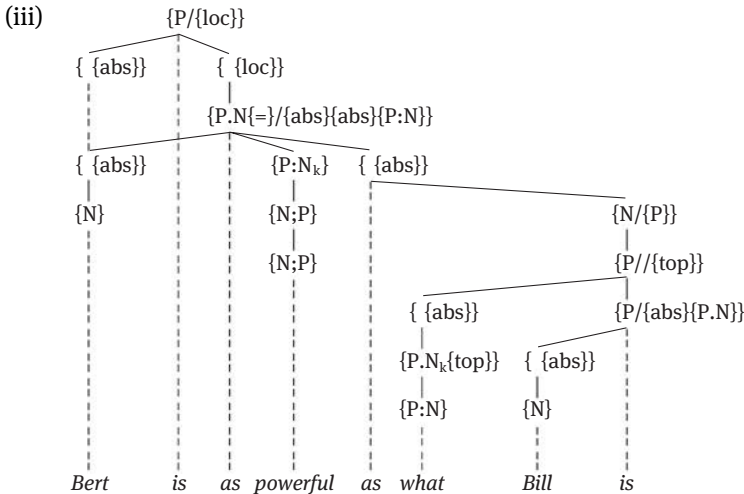 (iii)
{P/{loc}}
{ {abs}} { {loc}}
{P.N{=}/{abs}{abs}{P:N}}
{ {abs}} {P:Nk} { {abs}}
{N} {N;P} {N/{P}}
{N;P} {P//{top}}
{ {abs}} {P/{abs}{P.N}}
{P.Nk{top}} { {abs}}
{P:N} {N}
Bert is as powerful as what Bill is